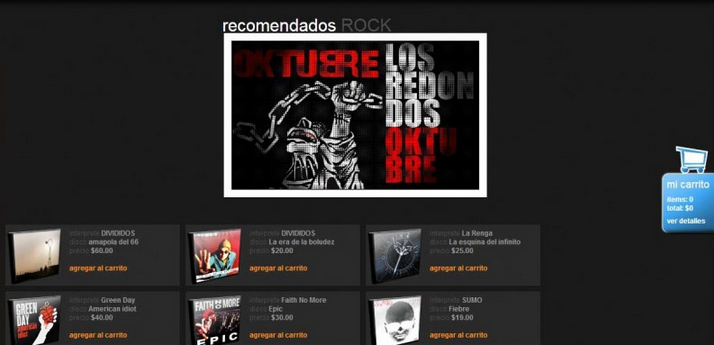 recomendados ROCK
OKTUBRE
LOS
REDON
DOS
OKTU
BRE
mi carrito
items: 0
total: $0
ver detalles
interprete DIVIDIDOS
disco amapola del 66
precio $60.00
agregar al carrito
interprete DIVIDIDOS
disco La era de la boludez
precio $20.00
agregar al carrito
interprete La Renga
disco La esquina del infinito
precio $25.00
agregar al carrito
GREEN
DAY
american
idiot
interprete Green Day
disco American idiot
precio $40.00
agregar al carrito
FAITH NO MORE
EPIC
interprete Faith No More
disco Epic
precio $30.00
agregar al carrito
interprete SUMO
disco Fiebre
precio $19.00
agregar al carrito